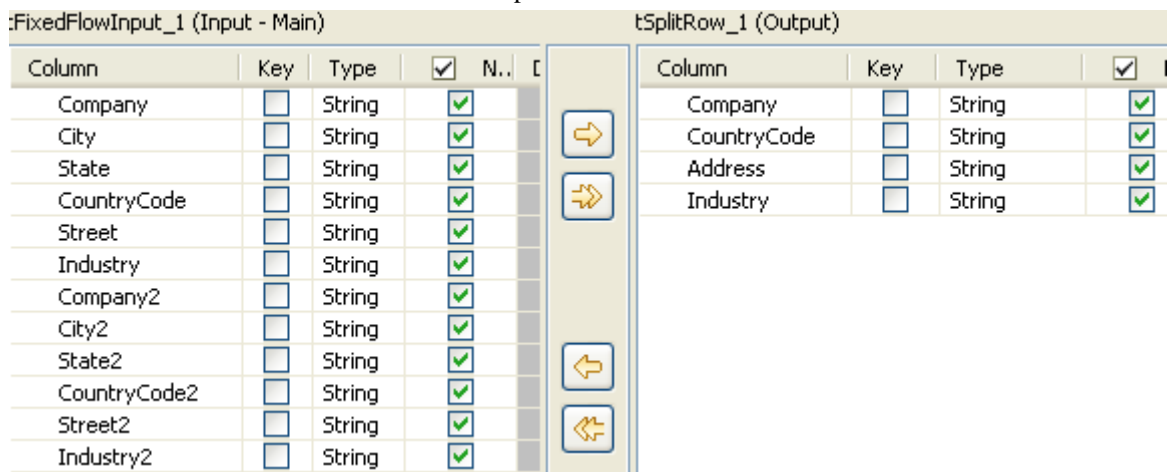 tFixedFlowInput_1 (Input - Main) tSplitRow_1 (Output)
Column Key Type N.. D Column Key Type
Company String Company String
City String CountryCode String
State String Address String
CountryCode String Industry String
Street String
Industry String
Company2 String
City2 String
State2 String
CountryCode2 String
Street2 String
Industry2 String